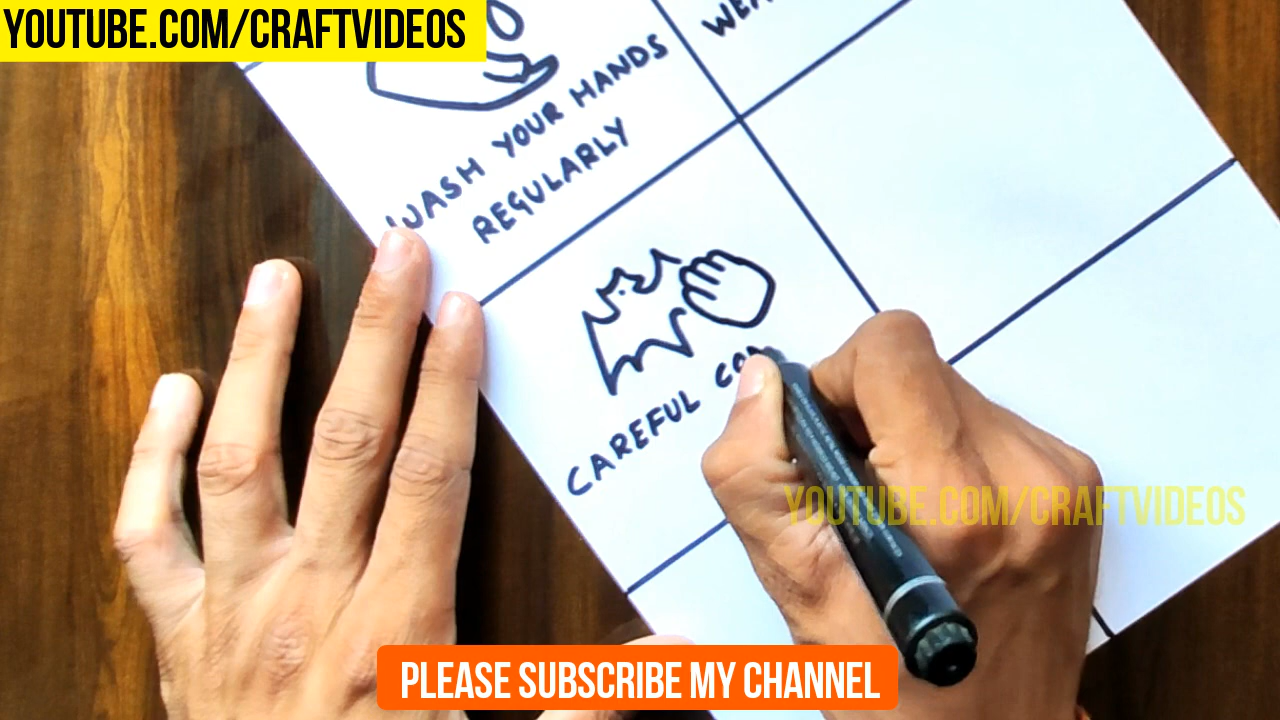 YOUTUBE.COM/CRAFTVIDEOS
WASH YOUR HANDS
REGULARLY
CAREFUL
YOUTUBE.COM/CRAFTVIDEOS
PLEASE SUBSCRIBE MY CHANNEL